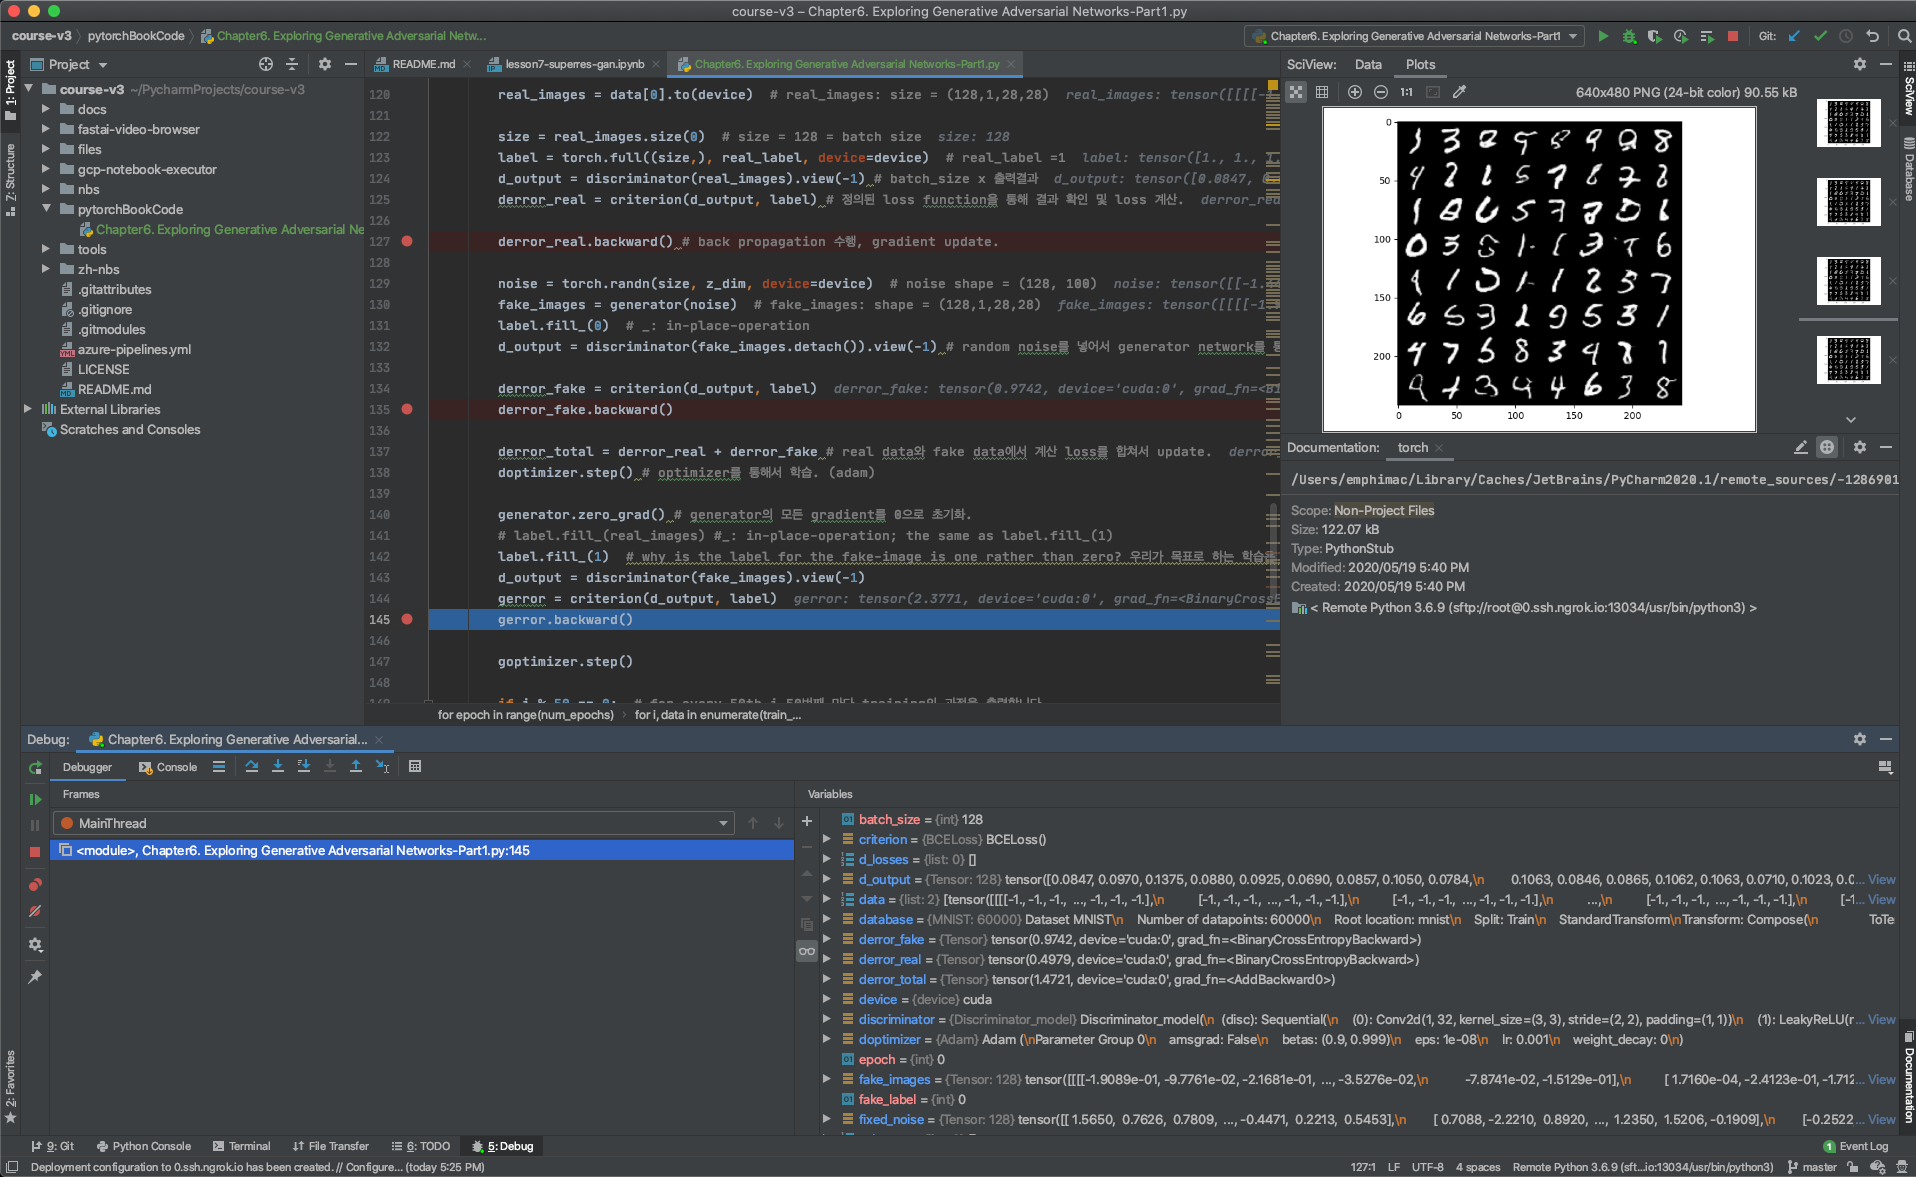 course-v3 – Chapter6. Exploring Generative Adversarial Networks-Part1.py
course-v3 pytorchBookCode Chapter6. Exploring Generative Adversarial Netw...
Chapter6. Exploring Generative Adversarial Networks-Part1 Git:
1: Project
Z: Structure
2: Favorites
Project
course-v3 ~/PycharmProjects/course-v3
docs
fastai-video-browser
files
gcp-notebook-executor
nbs
pytorchBookCode
Chapter6. Exploring Generative Adversarial Ne
tools
zh-nbs
.gitattributes
.gitignore
.gitmodules
azure-pipelines.yml
LICENSE
README.md
External Libraries
Scratches and Consoles
README.md lesson7-superres-gan.ipynb Chapter6. Exploring Generative Adversarial Networks-Part1.py
120 real_images = data[0].to(device) # real_images: size = (128,1,28,28) real_images: tensor([[[[-1
121
122 size = real_images.size(0) # size = 128 = batch size size: 128
123 label = torch.full((size,), real_label, device=device) # real_label =1 label: tensor([1., 1., 1.
124 d_output = discriminator(real_images).view(-1) # batch_size x 출력결과 d_output: tensor([0.0847, 0
125 derror_real = criterion(d_output, label) # 정의된 loss function을 통해 결과 확인 및 loss 계산. derror_rea
126
127 derror_real.backward() # back propagation 수행, gradient update.
128
129 noise = torch.randn(size, z_dim, device=device) # noise shape = (128, 100) noise: tensor([[-1.
130 fake_images = generator(noise) # fake_images: shape = (128,1,28,28) fake_images: tensor([[[[-1.
131 label.fill_(0) # _: in-place-operation
132 d_output = discriminator(fake_images.detach()).view(-1) # random noise를 넣어서 generator network를 통
133
134 derror_fake = criterion(d_output, label) derror_fake: tensor(0.9742, device='cuda:0', grad_fn=<Bi
135 derror_fake.backward()
136
137 derror_total = derror_real + derror_fake # real data와 fake data에서 계산 loss를 합쳐서 update. derro
138 doptimizer.step() # optimizer를 통해서 학습. (adam)
139
140 generator.zero_grad() # generator의 모든 gradient를 0으로 초기화.
141 # label.fill_(real_images) #_: in-place-operation; the same as label.fill_(1)
142 label.fill_(1) # why is the label for the fake-image is one rather than zero? 우리가 목표로 하는 학습은
143 d_output = discriminator(fake_images).view(-1)
144 gerror = criterion(d_output, label) gerror: tensor(2.3771, device='cuda:0', grad_fn=<BinaryCrossE
145 gerror.backward()
146
147 goptimizer.step()
148
for epoch in range(num_epochs) for i, data in enumerate(train_...
SciView: Data Plots
1:1 640x480 PNG (24-bit color) 90.55 kB
0
50
100
150
200
0 50 100 150 200
Documentation: torch
/Users/emphimac/Library/Caches/JetBrains/PyCharm2020.1/remote_sources/-1286901
Scope: Non-Project Files
Size: 122.07 kB
Type: PythonStub
Modified: 2020/05/19 5:40 PM
Created: 2020/05/19 5:40 PM
< Remote Python 3.6.9 (sftp://root@0.ssh.ngrok.io:13034/usr/bin/python3) >
SciView
Database
Documentation
Debug: Chapter6. Exploring Generative Adversarial...
Debugger Console
Frames
MainThread
<module>, Chapter6. Exploring Generative Adversarial Networks-Part1.py:145
Variables
batch_size = {int} 128
criterion = {BCELoss} BCELoss()
d_losses = {list: 0} []
d_output = {Tensor: 128} tensor([0.0847, 0.0970, 0.1375, 0.0880, 0.0925, 0.0690, 0.0857, 0.1050, 0.0784,\n 0.1063, 0.0846, 0.0865, 0.1062, 0.1063, 0.0710, 0.1023, 0.0... View
data = {list: 2} [tensor([[[[-1., -1., -1., ..., -1., -1., -1.],\n [-1., -1., -1., ..., -1., -1., -1.],\n [-1., -1., -1., ..., -1., -1., -1.],\n ...,\n [-1., -1., -1., ..., -1., -1., -1.],\n [-1... View
database = {MNIST: 60000} Dataset MNIST\n Number of datapoints: 60000\n Root location: mnist\n Split: Train\n StandardTransform\nTransform: Compose(\n ToTe
derror_fake = {Tensor} tensor(0.9742, device='cuda:0', grad_fn=<BinaryCrossEntropyBackward>)
derror_real = {Tensor} tensor(0.4979, device='cuda:0', grad_fn=<BinaryCrossEntropyBackward>)
derror_total = {Tensor} tensor(1.4721, device='cuda:0', grad_fn=<AddBackward0>)
device = {device} cuda
discriminator = {Discriminator_model} Discriminator_model(\n (disc): Sequential(\n (0): Conv2d(1, 32, kernel_size=(3, 3), stride=(2, 2), padding=(1, 1))\n (1): LeakyReLU(r... View
doptimizer = {Adam} Adam (\nParameter Group 0\n amsgrad: False\n betas: (0.9, 0.999)\n eps: 1e-08\n lr: 0.001\n weight_decay: 0\n)
epoch = {int} 0
fake_images = {Tensor: 128} tensor([[[[-1.9089e-01, -9.7761e-02, -2.1681e-01, ..., -3.5276e-02,\n -7.8741e-02, -1.5129e-01],\n [ 1.7160e-04, -2.4123e-01, -1.712... View
fake_label = {int} 0
fixed_noise = {Tensor: 128} tensor([[ 1.5650, 0.7626, 0.7809, ..., -0.4471, 0.2213, 0.5453],\n [ 0.7088, -2.2210, 0.8920, ..., 1.2350, 1.5206, -0.1909],\n [-0.2522... View
9: Git Python Console Terminal File Transfer 6: TODO 5: Debug 1 Event Log
Deployment configuration to 0.ssh.ngrok.io has been created. // Configure... (today 5:25 PM) 127:1 LF UTF-8 4 spaces Remote Python 3.6.9 (sft...io:13034/usr/bin/python3) master